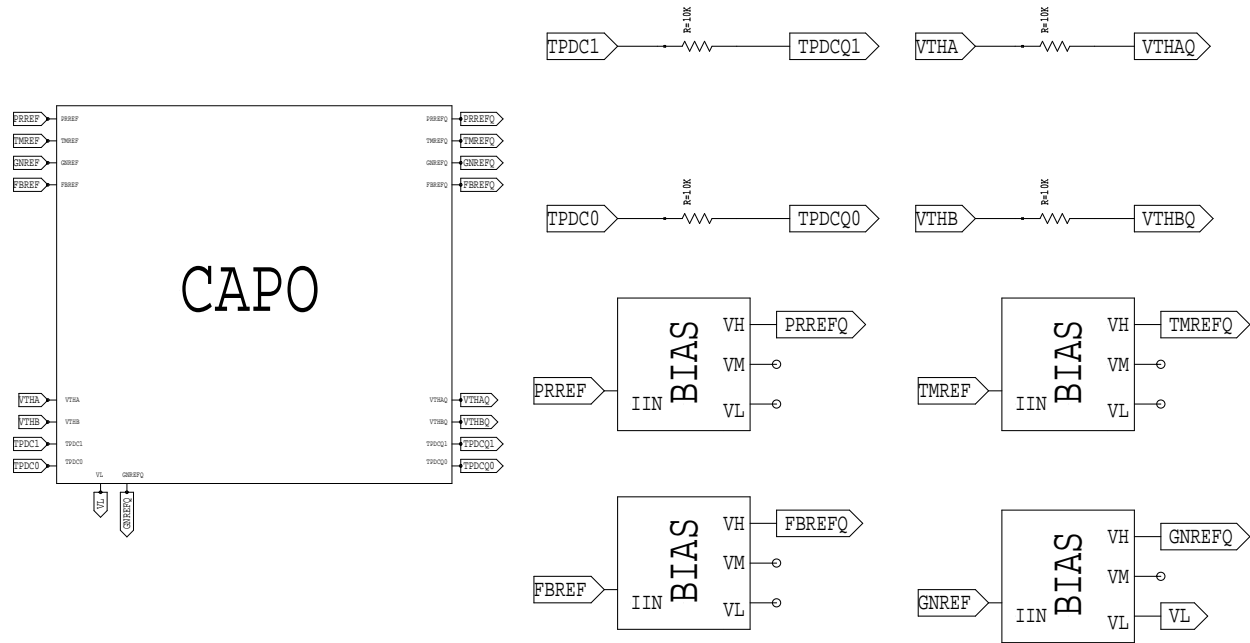 R=10K
R=10K
TPDC1
TPDCQ1
VTHA
VTHAQ
PRREF
PRREF
PRREFQ
PRREFQ
TMREF
TMREF
TMREFQ
TMREFQ
GNREF
GNREF
GNREFQ
GNREFQ
FBREF
FBREF
FBREFQ
FBREFQ
R=10K
R=10K
TPDC0
TPDCQ0
VTHB
VTHBQ
CAPO
VTHA
VTHA
VTHAQ
VTHAQ
VTHB
VTHB
VTHBQ
VTHBQ
TPDC1
TPDC1
TPDCQ1
TPDCQ1
TPDC0
TPDC0
TPDCQ0
TPDCQ0
VL
GNREFQ
VL
GNREFQ
PRREF
IIN
BIAS
VH
VM
VL
PRREFQ
TMREF
IIN
BIAS
VH
VM
VL
TMREFQ
FBREF
IIN
BIAS
VH
VM
VL
FBREFQ
GNREF
IIN
BIAS
VH
VM
VL
GNREFQ
VL